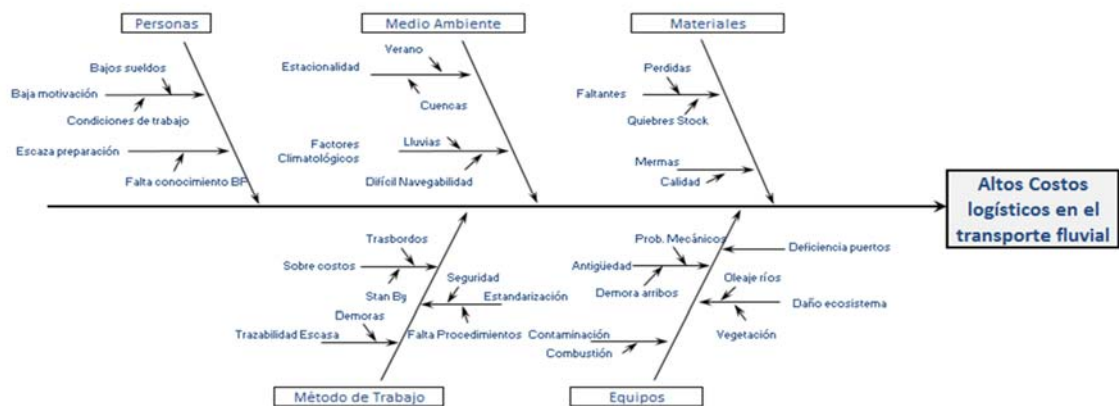 Personas
Medio Ambiente
Materiales
Bajos sueldos
Baja motivación
Condiciones de trabajo
Escaza preparación
Falta conocimiento BP
Verano
Estacionalidad
Cuencas
Factores
Climatológicos
Lluvias
Difícil Navegabilidad
Perdidas
Faltantes
Quiebres Stock
Mermas
Calidad
Altos Costos
logísticos en el
transporte fluvial
Trasbordos
Sobre costos
Stan By
Seguridad
Estandarización
Demoras
Trazabilidad Escasa
Falta Procedimientos
Prob. Mecánicos
Deficiencia puertos
Antigüedad
Demora arribos
Oleaje ríos
Daño ecosistema
Vegetación
Contaminación
Combustión
Método de Trabajo
Equipos